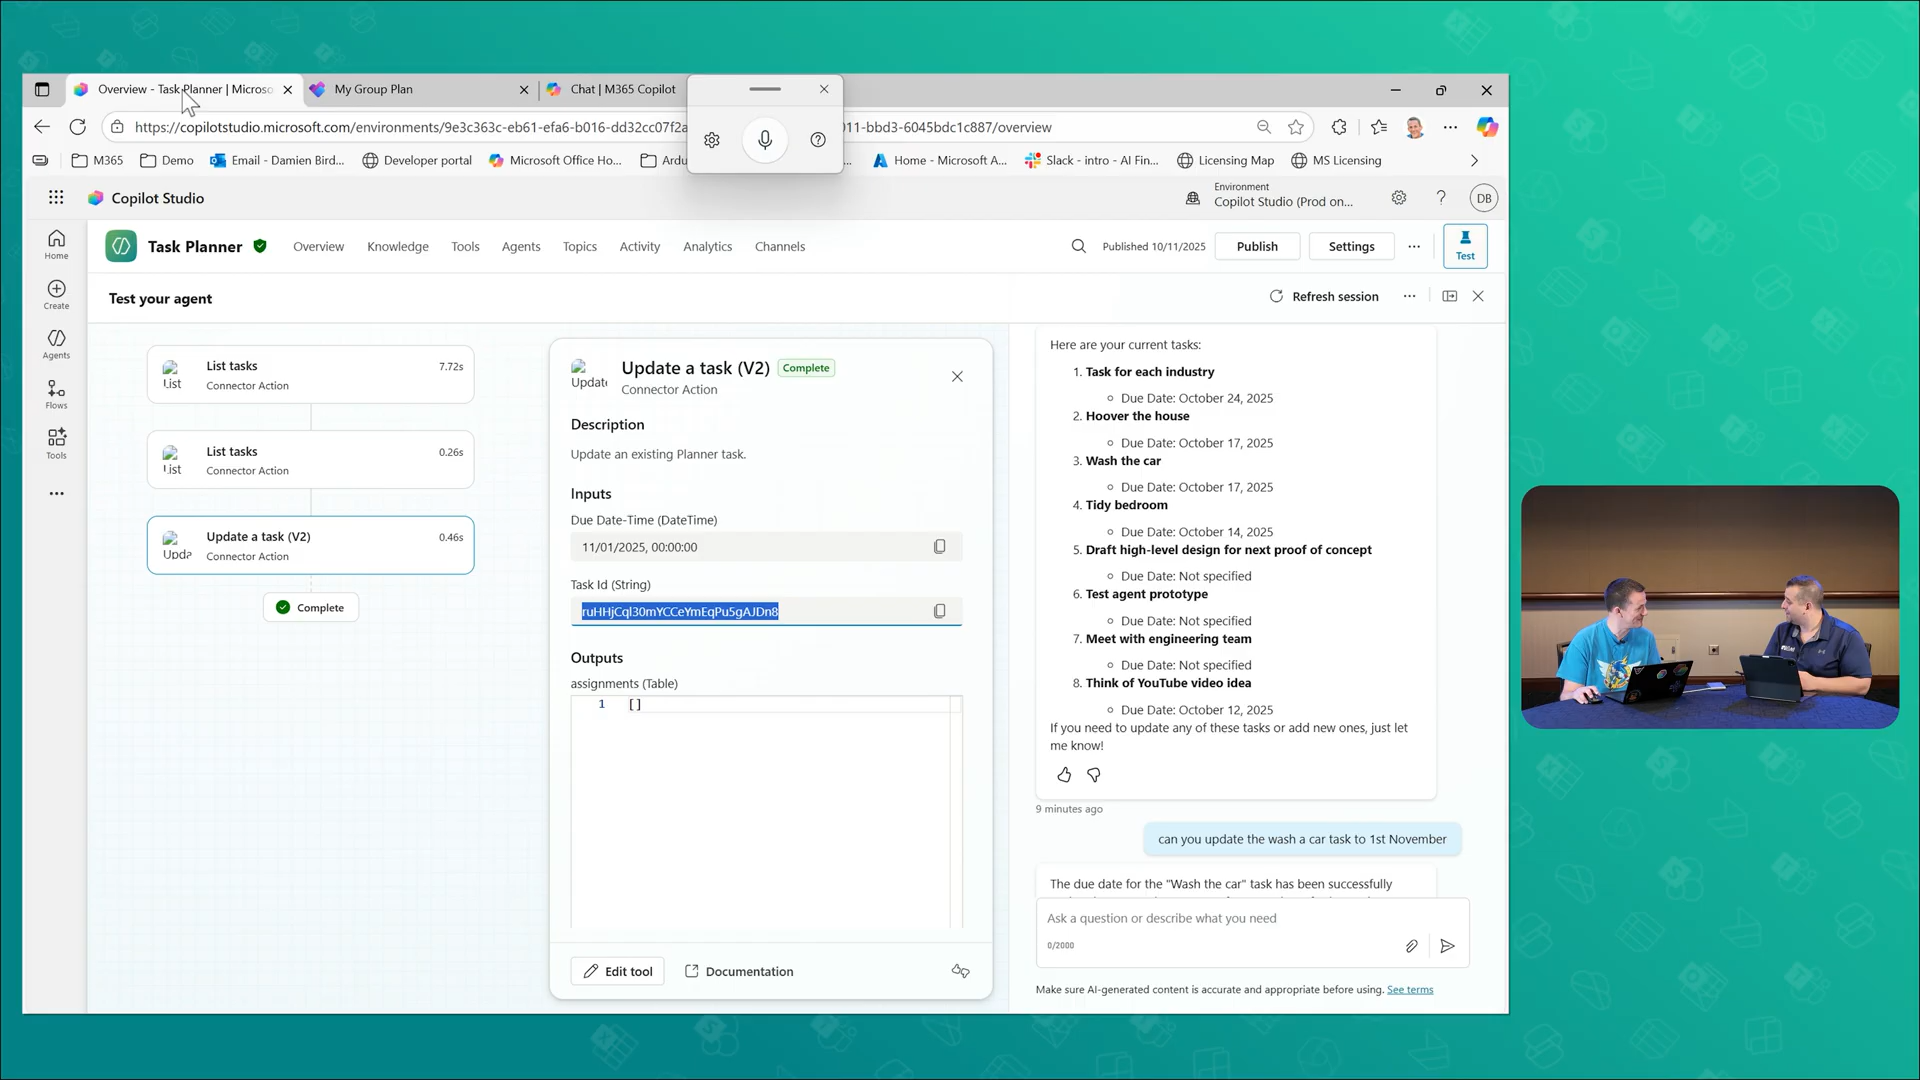 Overview - Task Planner | Microso
My Group Plan
Chat | M365 Copilot
https://copilotstudio.microsoft.com/environments/9e3c363c-eb61-efa6-b016-dd32cc07f2a
011-bbd3-6045bdc1c887/overview
M365
Demo
Email - Damien Bird...
Developer portal
Microsoft Office Ho...
Ardu
Home - Microsoft A...
Slack - intro - AI Fin...
Licensing Map
MS Licensing
Copilot Studio
Environment
Copilot Studio (Prod on...
DB
Task Planner
Overview
Knowledge
Tools
Agents
Topics
Activity
Analytics
Channels
Published 10/11/2025
Publish
Settings
Test
Home
Create
Agents
Flows
Tools
Test your agent
Refresh session
List
List tasks
7.72s
Connector Action
List
List tasks
0.26s
Connector Action
Upda
Update a task (V2)
0.46s
Connector Action
Complete
Update
Update a task (V2)
Complete
Connector Action
Description
Update an existing Planner task.
Inputs
Due Date-Time (DateTime)
11/01/2025, 00:00:00
Task Id (String)
ruHHjCql30mYCCeYmEqPu5gAJDn8
Outputs
assignments (Table)
1 []
Edit tool
Documentation
Here are your current tasks:
1. Task for each industry
Due Date: October 24, 2025
2. Hoover the house
Due Date: October 17, 2025
3. Wash the car
Due Date: October 17, 2025
4. Tidy bedroom
Due Date: October 14, 2025
5. Draft high-level design for next proof of concept
Due Date: Not specified
6. Test agent prototype
Due Date: Not specified
7. Meet with engineering team
Due Date: Not specified
8. Think of YouTube video idea
Due Date: October 12, 2025
If you need to update any of these tasks or add new ones, just let
me know!
9 minutes ago
can you update the wash a car task to 1st November
The due date for the "Wash the car" task has been successfully
Ask a question or describe what you need
0/2000
Make sure AI-generated content is accurate and appropriate before using. See terms